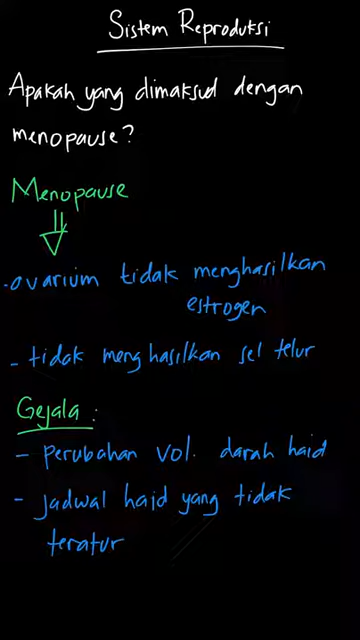 Sistem Reproduksi
Apakah yang dimaksud dengan
menopause?
Menopause
. ovarium tidak menghasilkan
estrogen
- tidak menghasilkan sel telur
Gejala :
- perubahan vol. darah haid
- jadwal haid yang tidak
teratur